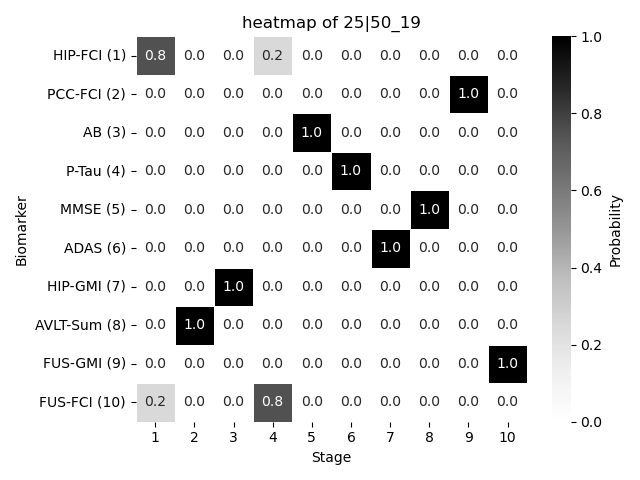 heatmap of 25|50_19
HIP-FCI (1) 0.8 0.0 0.0 0.2 0.0 0.0 0.0 0.0 0.0 0.0
PCC-FCI (2) 0.0 0.0 0.0 0.0 0.0 0.0 0.0 0.0 1.0 0.0
AB (3) 0.0 0.0 0.0 0.0 1.0 0.0 0.0 0.0 0.0 0.0
P-Tau (4) 0.0 0.0 0.0 0.0 0.0 1.0 0.0 0.0 0.0 0.0
MMSE (5) 0.0 0.0 0.0 0.0 0.0 0.0 0.0 1.0 0.0 0.0
ADAS (6) 0.0 0.0 0.0 0.0 0.0 0.0 1.0 0.0 0.0 0.0
HIP-GMI (7) 0.0 0.0 1.0 0.0 0.0 0.0 0.0 0.0 0.0 0.0
AVLT-Sum (8) 0.0 1.0 0.0 0.0 0.0 0.0 0.0 0.0 0.0 0.0
FUS-GMI (9) 0.0 0.0 0.0 0.0 0.0 0.0 0.0 0.0 0.0 1.0
FUS-FCI (10) 0.2 0.0 0.0 0.8 0.0 0.0 0.0 0.0 0.0 0.0
1 2 3 4 5 6 7 8 9 10
Stage
Biomarker
1.0
0.8
0.6
0.4
0.2
0.0
Probability